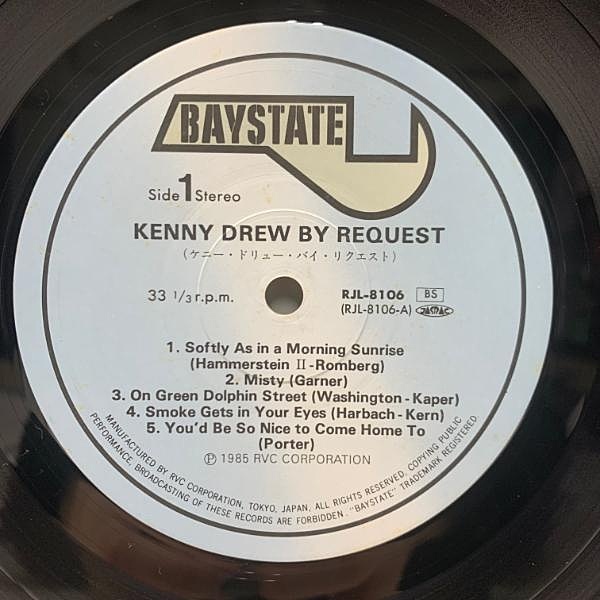 BAYSTATE
Side 1 Stereo
KENNY DREW BY REQUEST
(ケニー・ドリュー・バイ・リクエスト)
33 1/3 r.p.m.
RJL-8106 BS
(RJL-8106-A) JASRAC
1. Softly As in a Morning Sunrise
(Hammerstein II - Romberg)
2. Misty (Garner)
3. On Green Dolphin Street (Washington - Kaper)
4. Smoke Gets in Your Eyes (Harbach - Kern)
5. You'd Be So Nice to Come Home To
(Porter)
Ⓟ 1985 RVC CORPORATION
MANUFACTURED BY RVC CORPORATION, TOKYO, JAPAN. ALL RIGHTS RESERVED. COPYING PUBLIC
PERFORMANCE, BROADCASTING OF THESE RECORDS ARE FORBIDDEN. "BAYSTATE" TRADEMARK REGISTERED